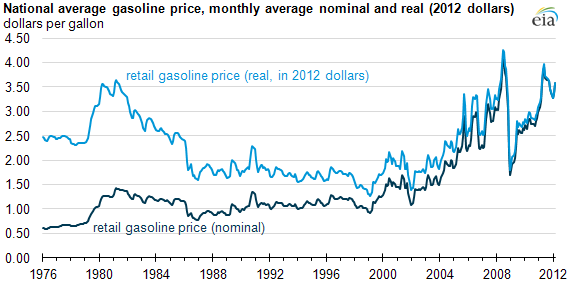 National average gasoline price, monthly average nominal and real (2012 dollars)
dollars per gallon
eia
4.50
4.00
3.50
3.00
2.50
2.00
1.50
1.00
0.50
0.00
retail gasoline price (real, in 2012 dollars)
retail gasoline price (nominal)
1976 1980 1984 1988 1992 1996 2000 2004 2008 2012